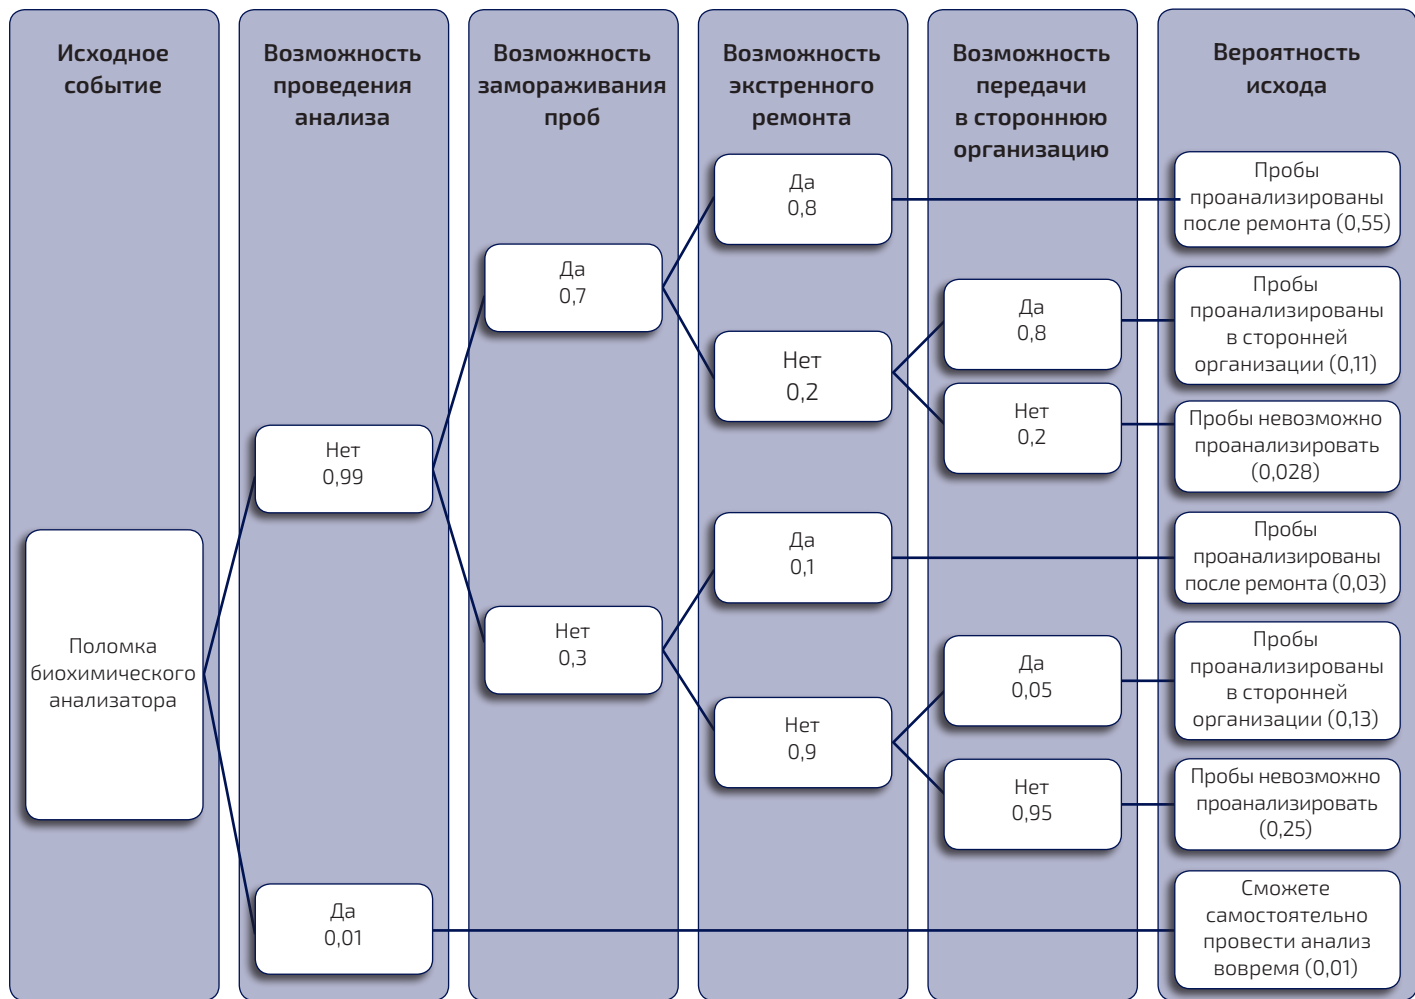 Исходное
событие
Возможность
проведения
анализа
Возможность
замораживания
проб
Возможность
экстренного
ремонта
Возможность
передачи
в стороннюю
организацию
Вероятность
исхода
Поломка
биохимического
анализатора
Нет
0,99
Да
0,01
Да
0,7
Нет
0,3
Да
0,8
Нет
0,2
Да
0,1
Нет
0,9
Да
0,8
Нет
0,2
Да
0,05
Нет
0,95
Пробы
проанализированы
после ремонта (0,55)
Пробы
проанализированы
в сторонней
организации (0,11)
Пробы невозможно
проанализировать
(0,028)
Пробы
проанализированы
после ремонта (0,03)
Пробы
проанализированы
в сторонней
организации (0,13)
Пробы невозможно
проанализировать
(0,25)
Сможете
самостоятельно
провести анализ
вовремя (0,01)